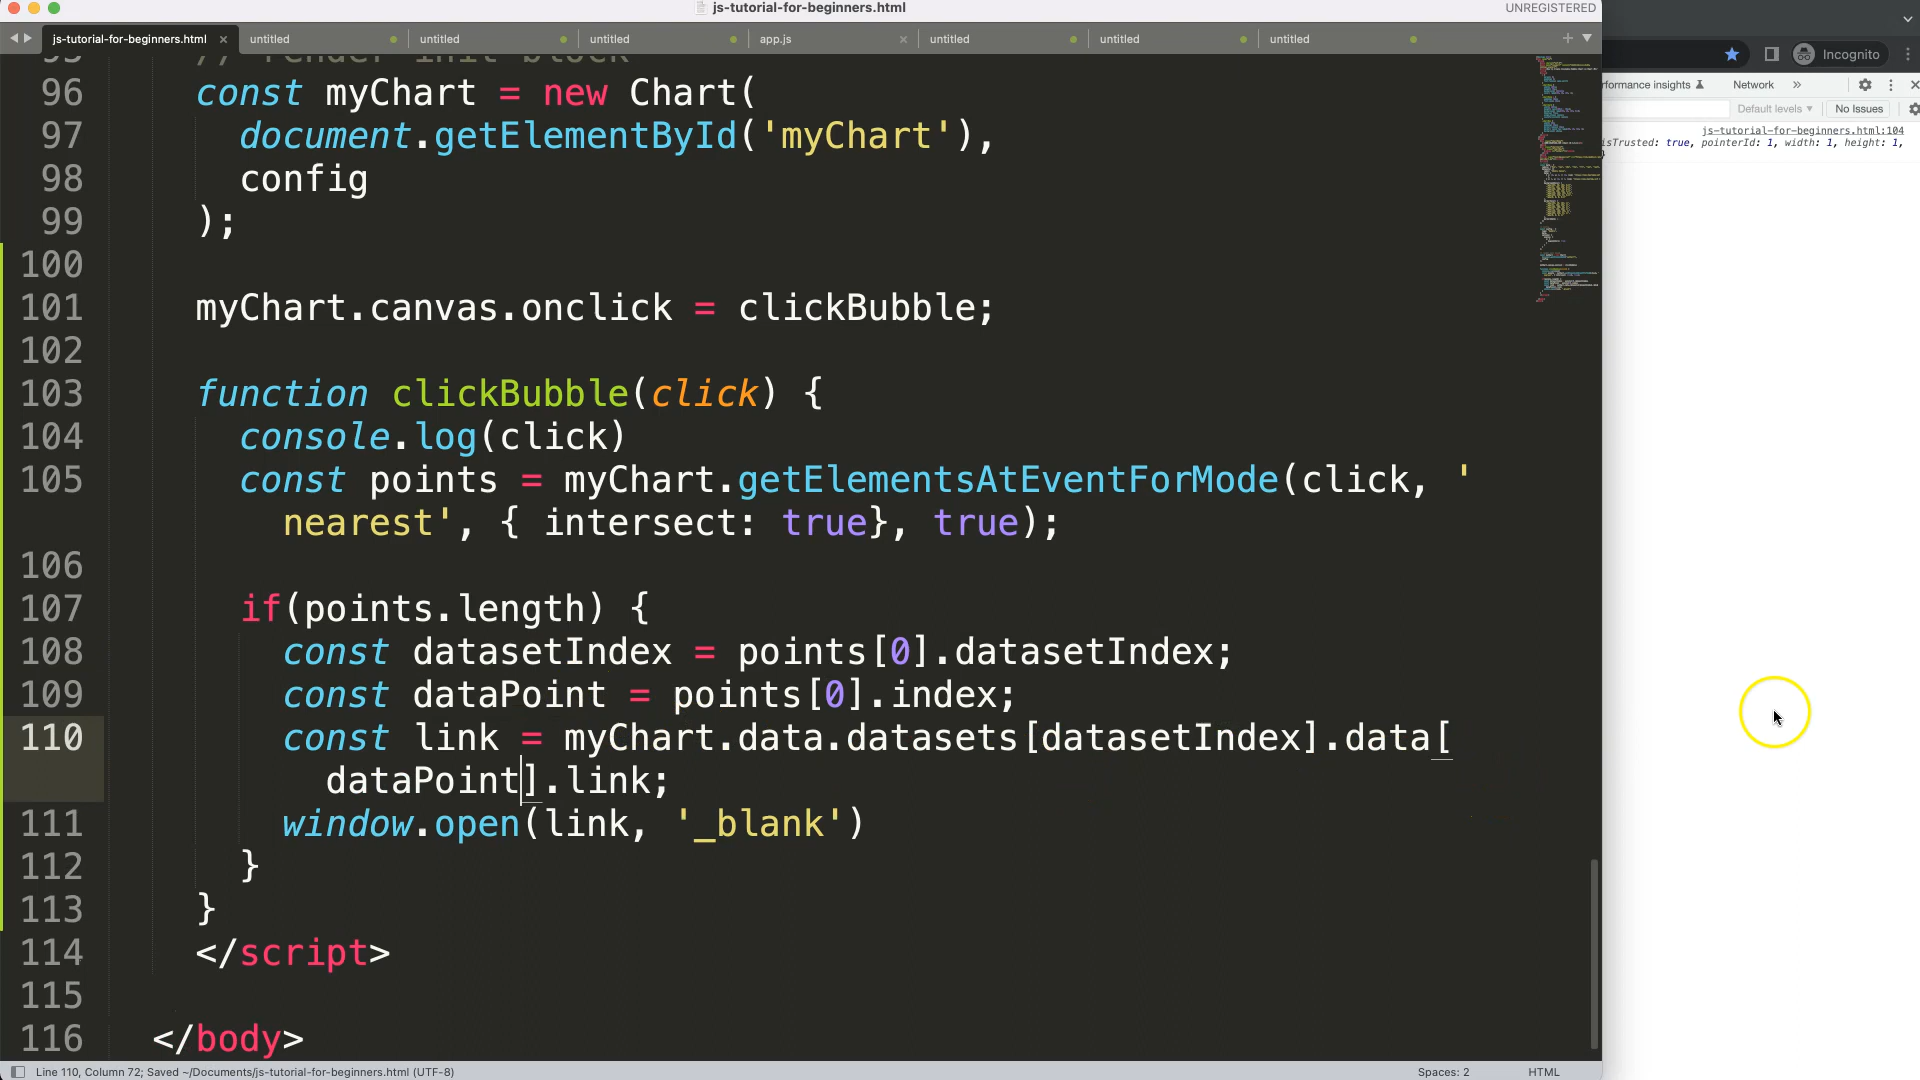 js-tutorial-for-beginners.html
UNREGISTERED
js-tutorial-for-beginners.html × untitled untitled untitled app.js × untitled untitled untitled +
// render init block
96 const myChart = new Chart(
97 document.getElementById('myChart'),
98 config
99 );
100
101 myChart.canvas.onclick = clickBubble;
102
103 function clickBubble(click) {
104 console.log(click)
105 const points = myChart.getElementsAtEventForMode(click, '
nearest', { intersect: true}, true);
106
107 if(points.length) {
108 const datasetIndex = points[0].datasetIndex;
109 const dataPoint = points[0].index;
110 const link = myChart.data.datasets[datasetIndex].data[
dataPoint].link;
111 window.open(link, '_blank')
112 }
113 }
114 </script>
115
116 </body>
Line 110, Column 72; Saved ~/Documents/js-tutorial-for-beginners.html (UTF-8)
Spaces: 2
HTML
Incognito
rformance insights Network »
Default levels ▾ No Issues
js-tutorial-for-beginners.html:104
isTrusted: true, pointerId: 1, width: 1, height: 1,